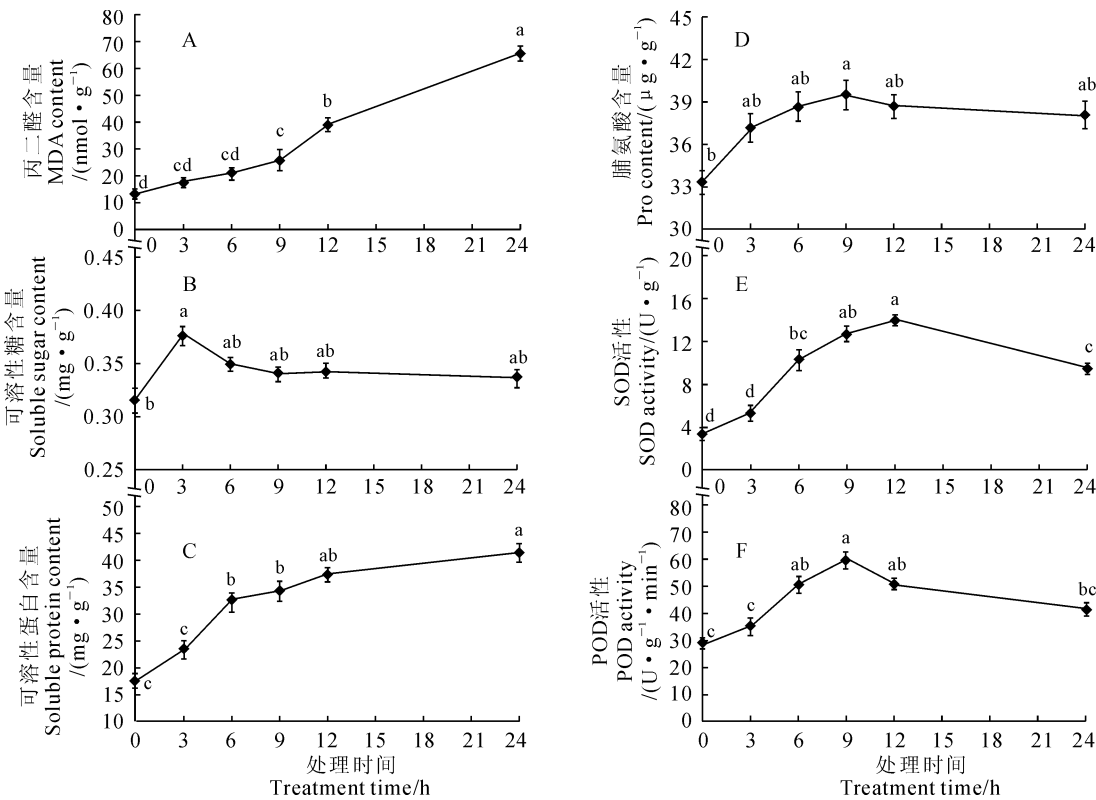 A
丙二醛含量
MDA content
/(nmol·g⁻¹)
80
70
60
50
40
30
20
10
0
d
cd
cd
c
b
a
0 3 6 9 12 15 18 21 24
B
可溶性糖含量
Soluble sugar content
/(mg·g⁻¹)
0.45
0.40
0.35
0.30
0.25
b
a
ab
ab
ab
ab
0 3 6 9 12 15 18 21 24
C
可溶性蛋白含量
Soluble protein content
/(mg·g⁻¹)
50
45
40
35
30
25
20
15
10
c
c
b
b
ab
a
0 3 6 9 12 15 18 21 24
处理时间
Treatment time/h
D
脯氨酸含量
Pro content/(μg·g⁻¹)
45
42
39
36
33
30
b
ab
ab
a
ab
ab
0 3 6 9 12 15 18 21 24
E
SOD活性
SOD activity/(U·g⁻¹)
20
16
12
8
4
0
d
d
bc
ab
a
c
0 3 6 9 12 15 18 21 24
F
POD活性
POD activity
/(U·g⁻¹·min⁻¹)
80
70
60
50
40
30
20
10
0
c
c
ab
a
ab
bc
0 3 6 9 12 15 18 21 24
处理时间
Treatment time/h